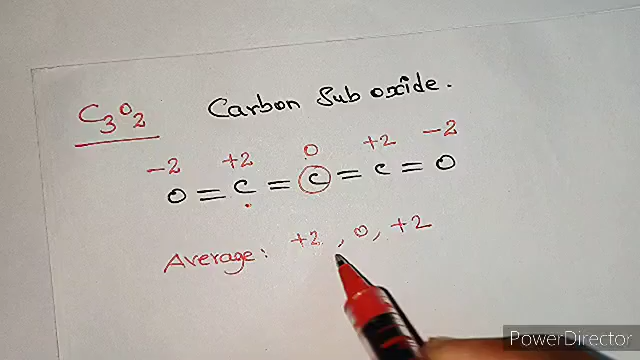 C3O2 Carbon Sub oxide.
-2 +2 0 +2 -2
O = C = C = C = O
Average: +2, 0, +2
PowerDirector